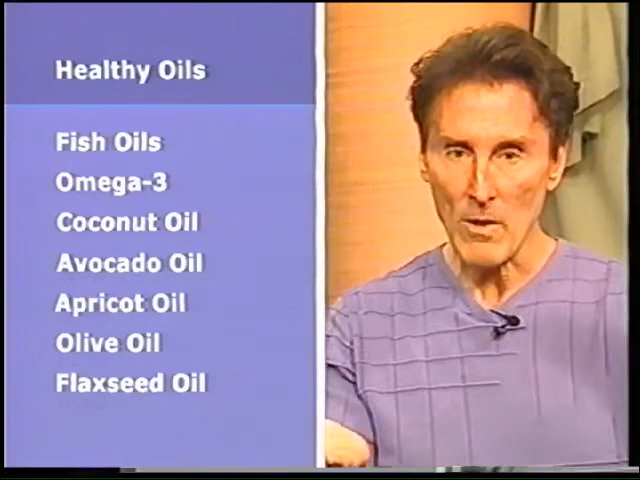 Healthy Oils
Fish Oils
Omega-3
Coconut Oil
Avocado Oil
Apricot Oil
Olive Oil
Flaxseed Oil